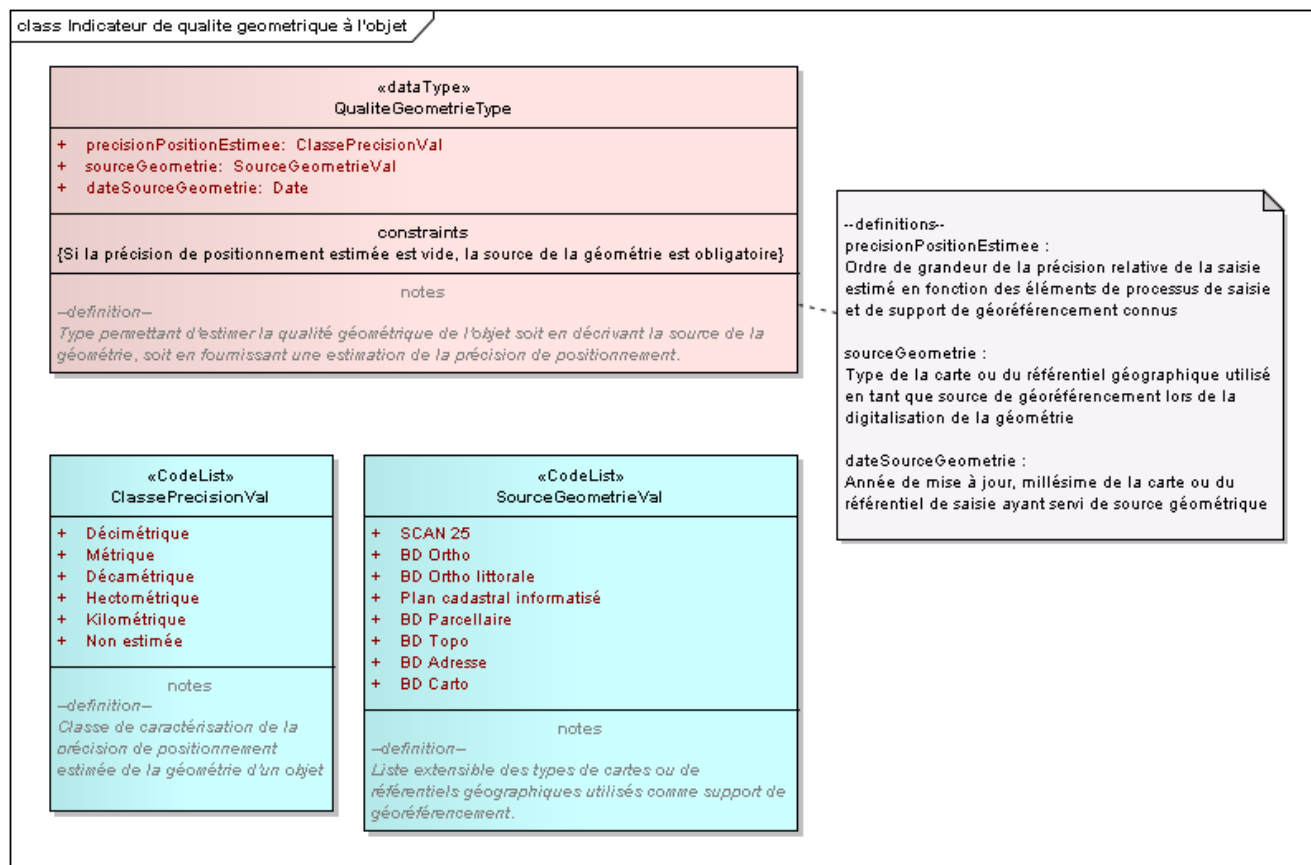 class Indicateur de qualite geometrique à l'objet
«dataType»
QualiteGeometrieType
+ precisionPositionEstimee: ClassePrecisionVal
+ sourceGeometrie: SourceGeometrieVal
+ dateSourceGeometrie: Date
constraints
{Si la précision de positionnement estimée est vide, la source de la géométrie est obligatoire}
notes
--definition--
Type permettant d'estimer la qualité géométrique de l'objet soit en décrivant la source de la
géométrie, soit en fournissant une estimation de la précision de positionnement.
--definitions--
precisionPositionEstimee :
Ordre de grandeur de la précision relative de la saisie
estimé en fonction des éléments de processus de saisie
et de support de géoréférencement connus
sourceGeometrie :
Type de la carte ou du référentiel géographique utilisé
en tant que source de géoréférencement lors de la
digitalisation de la géométrie
dateSourceGeometrie :
Année de mise à jour, millésime de la carte ou du
référentiel de saisie ayant servi de source géométrique
«CodeList»
ClassePrecisionVal
+ Décimétrique
+ Métrique
+ Décamétrique
+ Hectométrique
+ Kilométrique
+ Non estimée
notes
--definition--
Classe de caractérisation de la
précision de positionnement
estimée de la géométrie d'un objet
«CodeList»
SourceGeometrieVal
+ SCAN 25
+ BD Ortho
+ BD Ortho littorale
+ Plan cadastral informatisé
+ BD Parcellaire
+ BD Topo
+ BD Adresse
+ BD Carto
notes
--definition--
Liste extensible des types de cartes ou de
référentiels géographiques utilisés comme support de
géoréférencement.